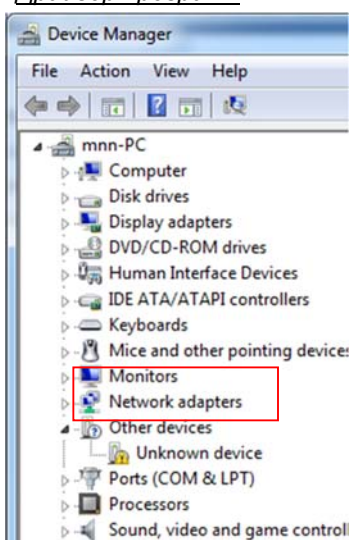 Device Manager
File Action View Help
mnn-PC
Computer
Disk drives
Display adapters
DVD/CD-ROM drives
Human Interface Devices
IDE ATA/ATAPI controllers
Keyboards
Mice and other pointing devices
Monitors
Network adapters
Other devices
Unknown device
Ports (COM & LPT)
Processors
Sound, video and game controll